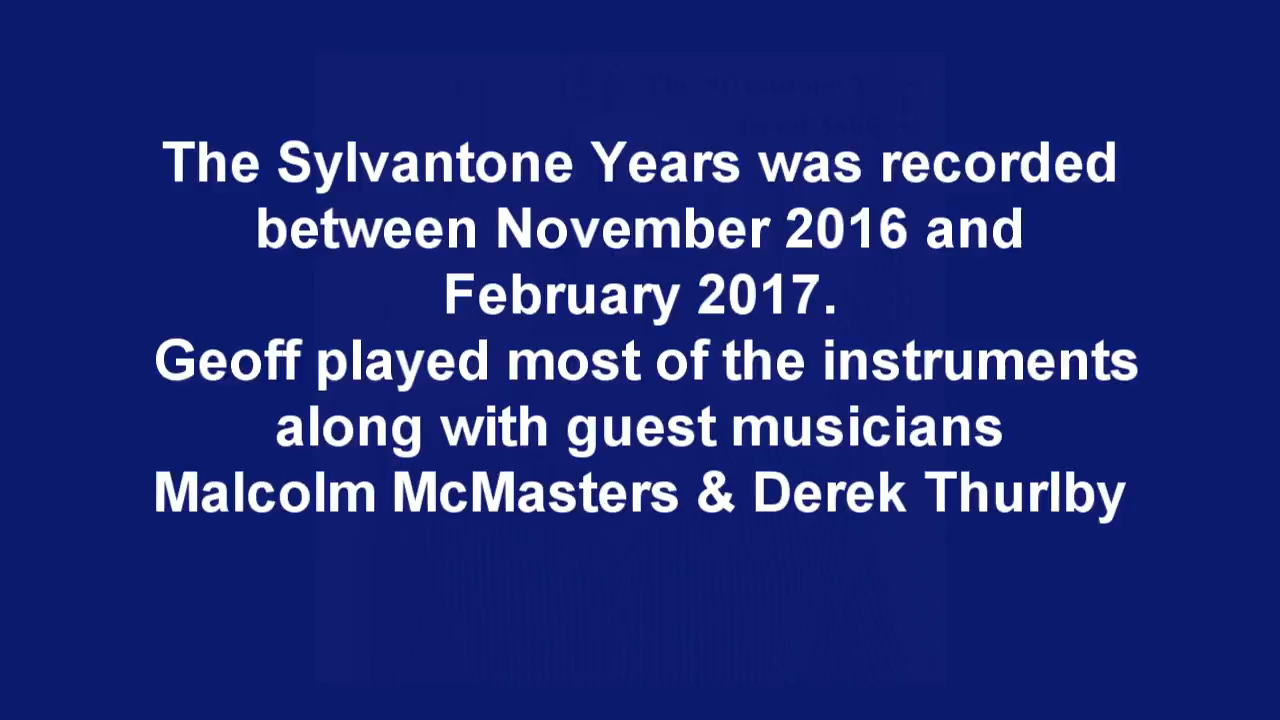 The Sylvantone Years was recorded
between November 2016 and
February 2017.
Geoff played most of the instruments
along with guest musicians
Malcolm McMasters & Derek Thurlby